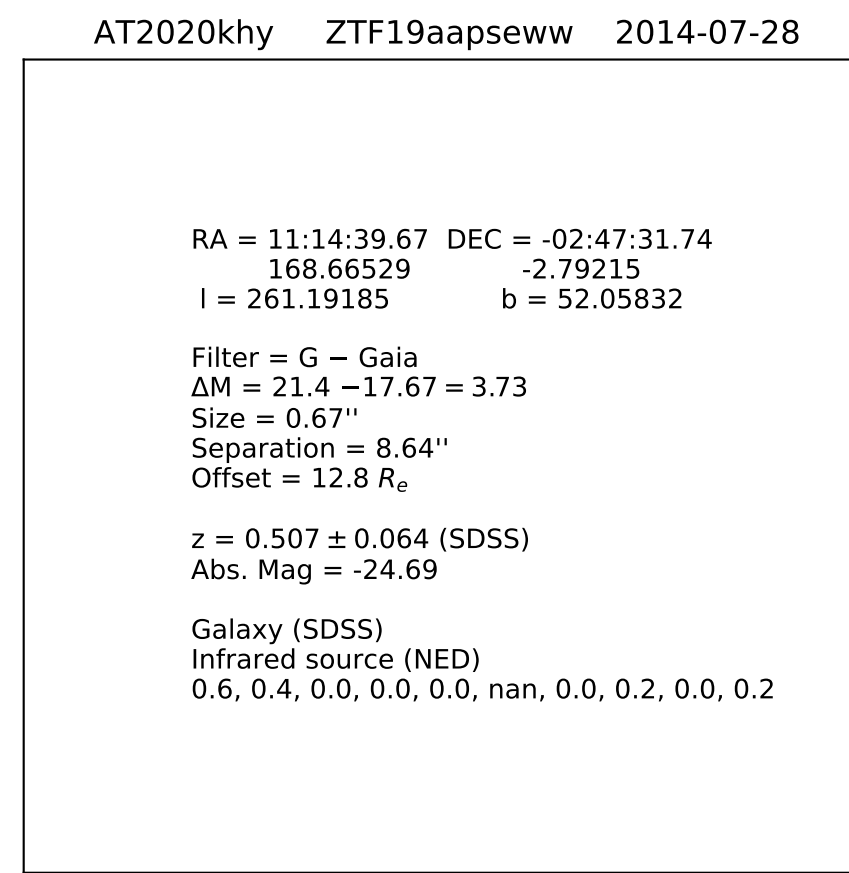 AT2020khy ZTF19aapseww 2014-07-28
RA = 11:14:39.67 DEC = -02:47:31.74
168.66529 -2.79215
l = 261.19185 b = 52.05832
Filter = G − Gaia
ΔM = 21.4 −17.67 = 3.73
Size = 0.67''
Separation = 8.64''
Offset = 12.8 Re
z = 0.507 ± 0.064 (SDSS)
Abs. Mag = -24.69
Galaxy (SDSS)
Infrared source (NED)
0.6, 0.4, 0.0, 0.0, 0.0, nan, 0.0, 0.2, 0.0, 0.2